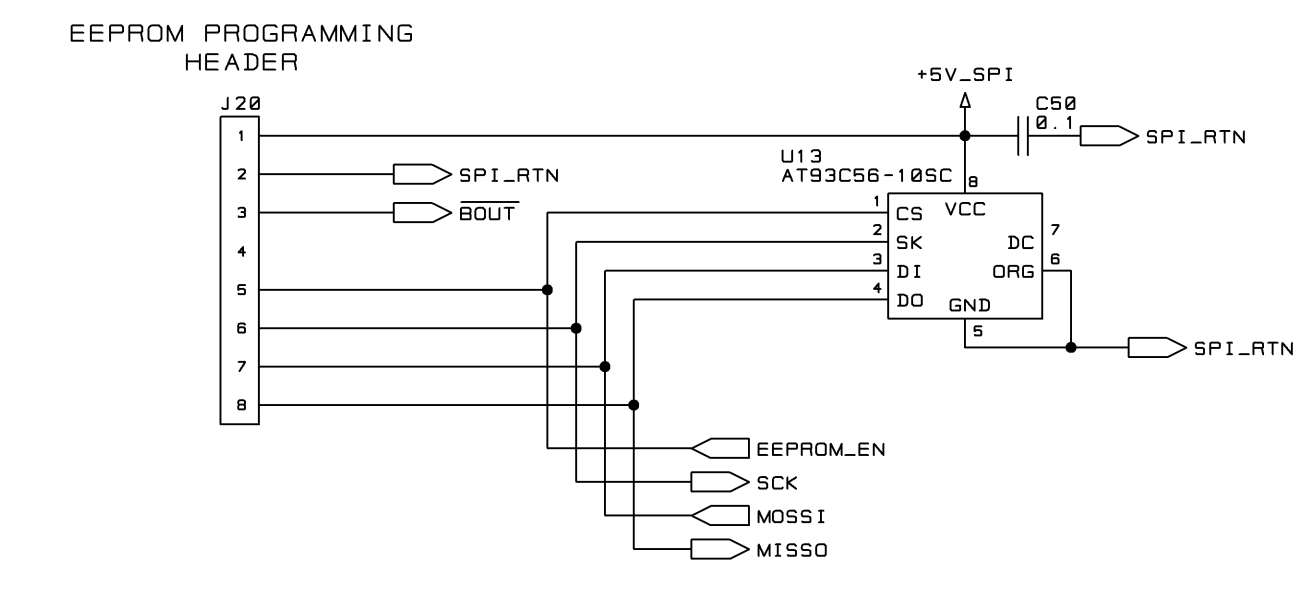 EEPROM PROGRAMMING
HEADER
+5V_SPI
J20
C50
0.1
1
SPI_RTN
U13
AT93C56-10SC
2
SPI_RTN
8
3
BOUT
1
CS
VCC
2
SK
DC
7
4
3
DI
ORG
6
5
4
DO
GND
5
6
SPI_RTN
7
8
EEPROM_EN
SCK
MOSSI
MISSO